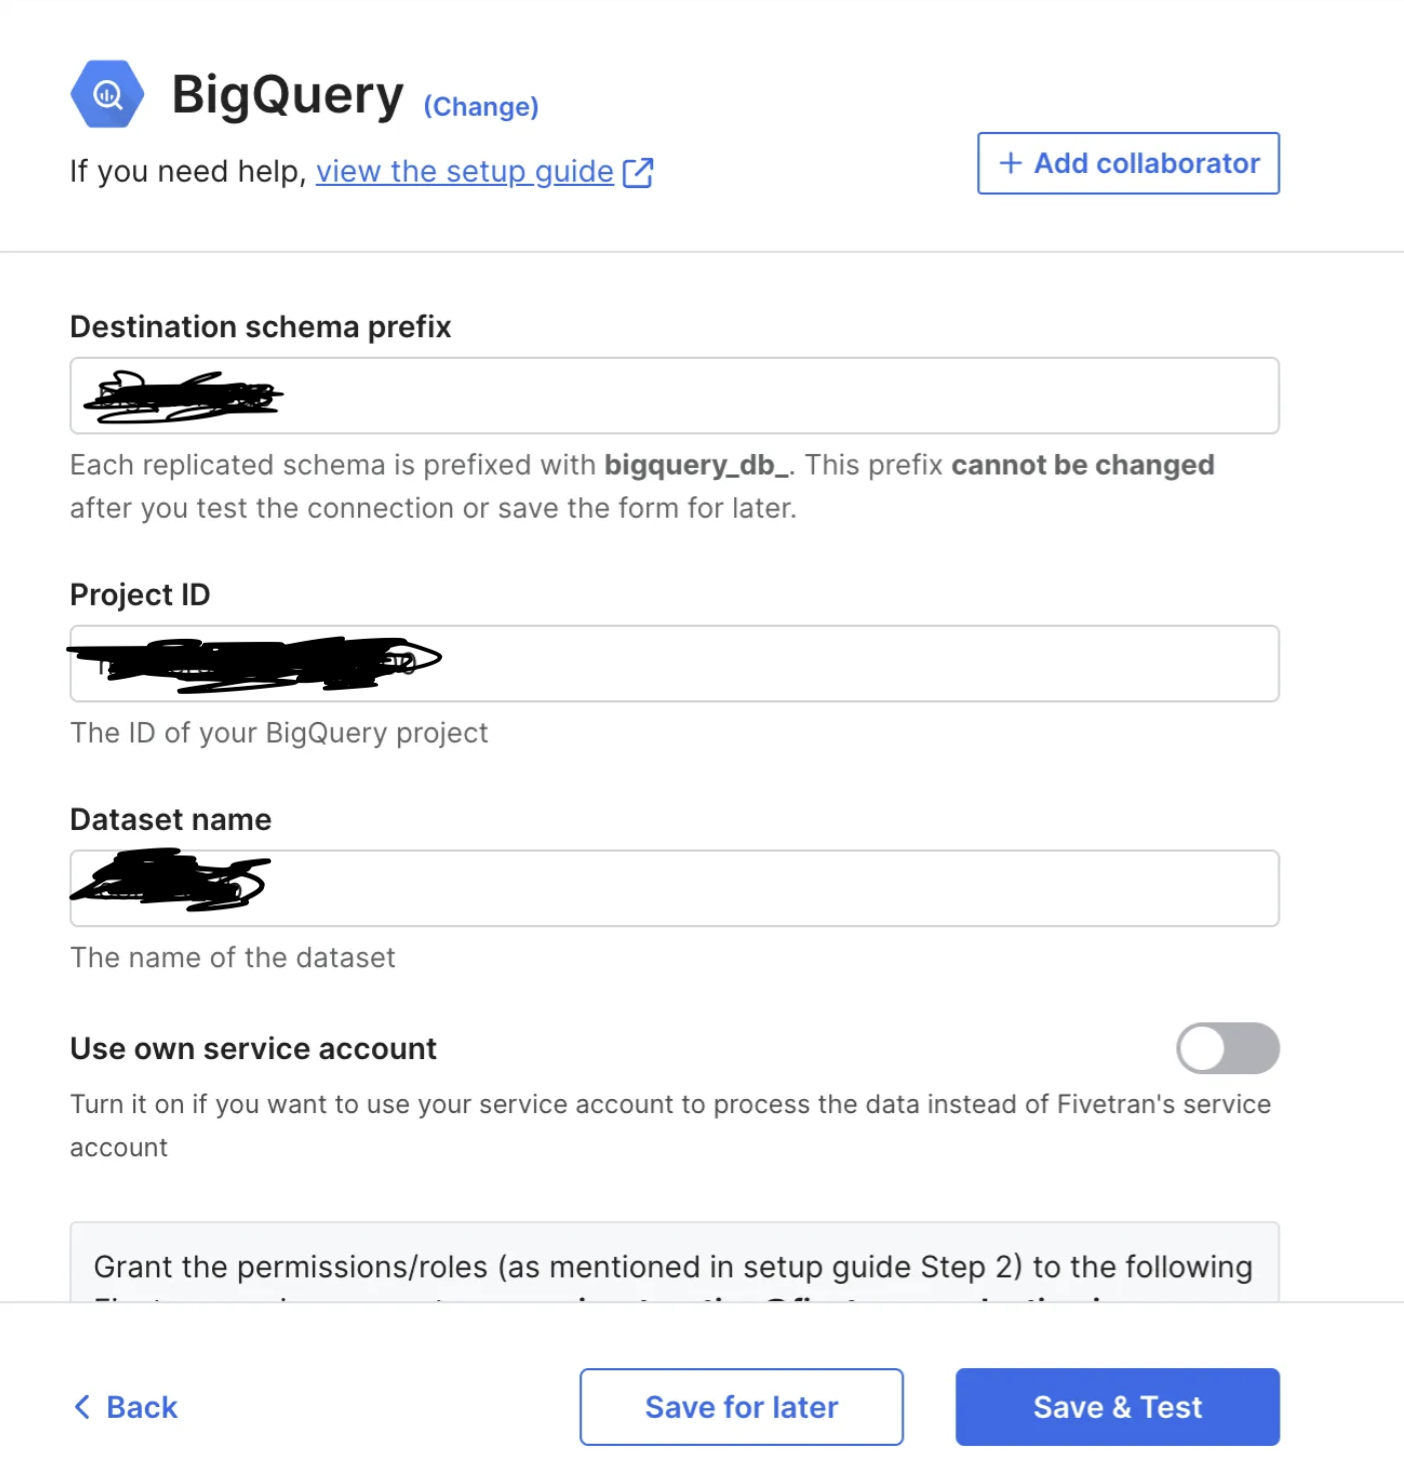 BigQuery (Change)
If you need help, view the setup guide
+ Add collaborator
Destination schema prefix
Each replicated schema is prefixed with bigquery_db_. This prefix cannot be changed
after you test the connection or save the form for later.
Project ID
The ID of your BigQuery project
Dataset name
The name of the dataset
Use own service account
Turn it on if you want to use your service account to process the data instead of Fivetran's service
account
Grant the permissions/roles (as mentioned in setup guide Step 2) to the following
Back
Save for later
Save & Test